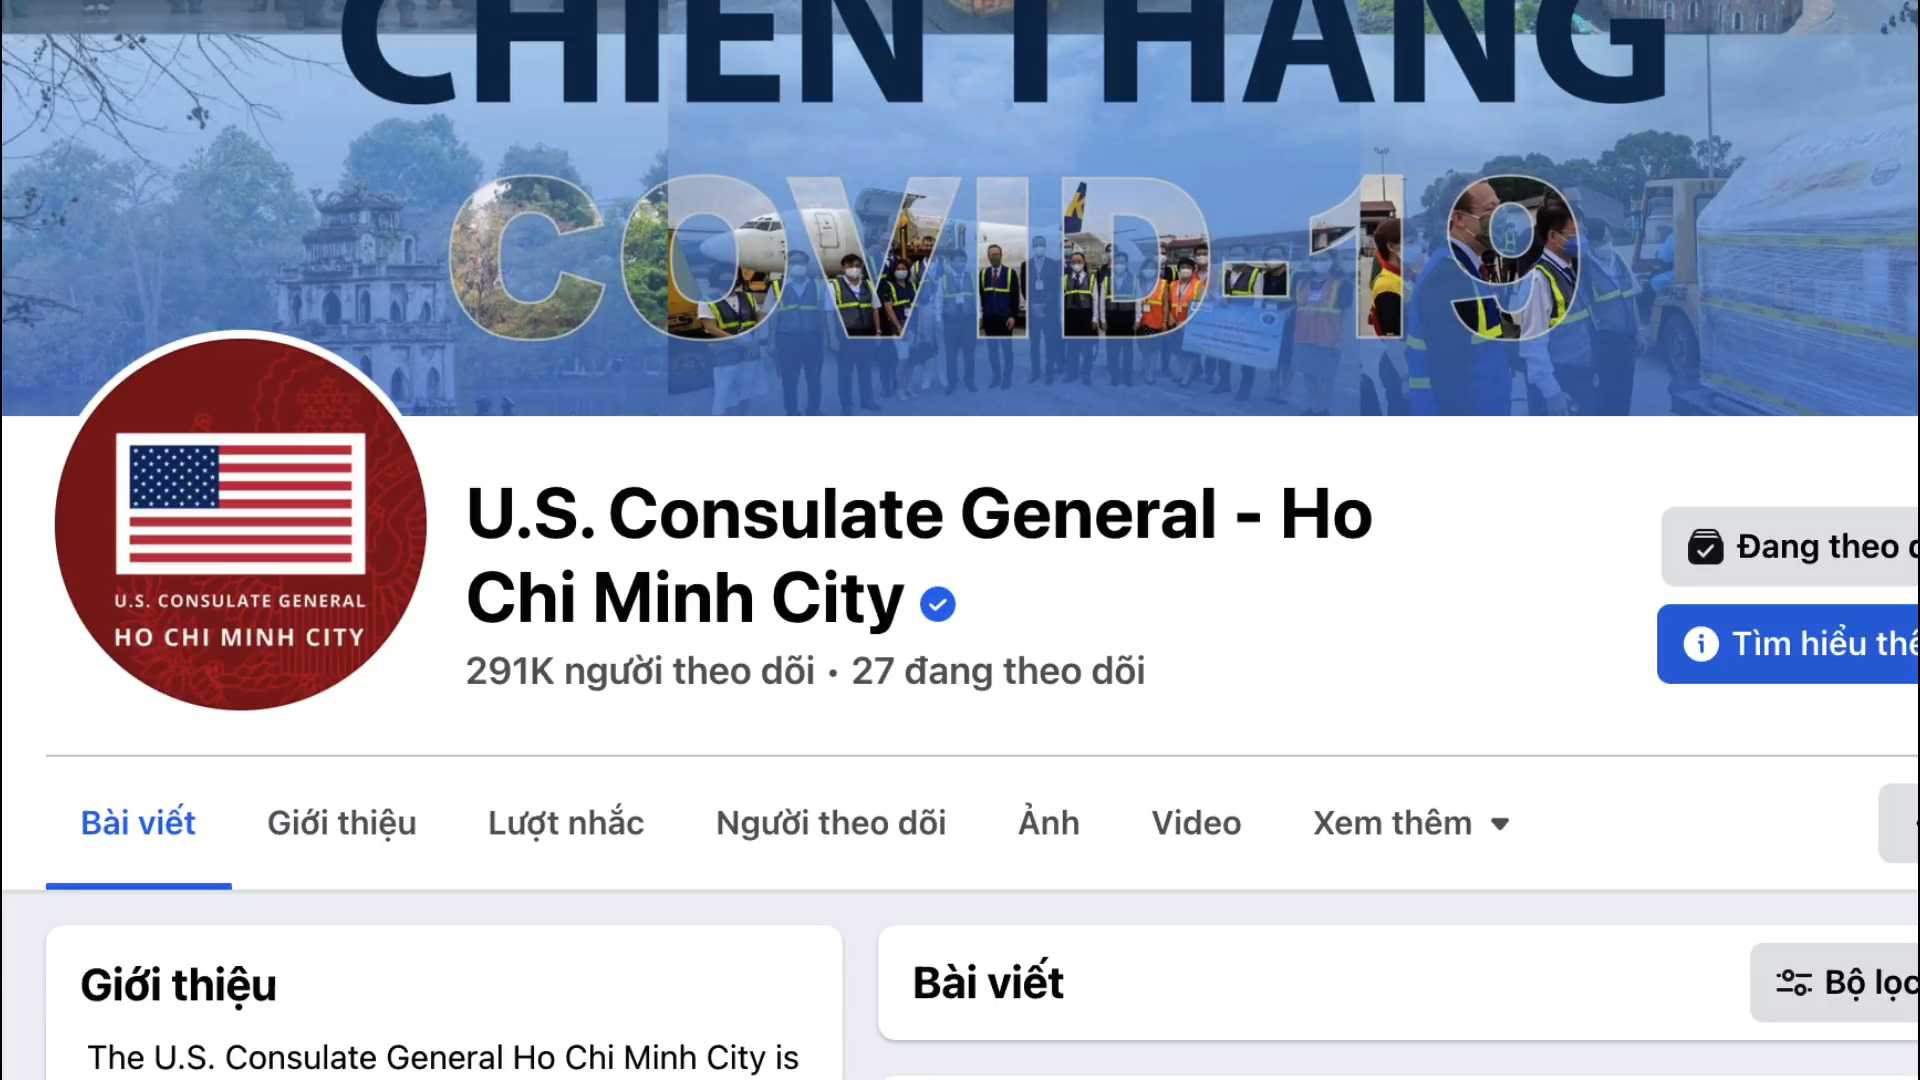 CHIẾN THẮNG
COVID-19
U.S. CONSULATE GENERAL
HO CHI MINH CITY
U.S. Consulate General - Ho
Chi Minh City
291K người theo dõi • 27 đang theo dõi
Đang theo
Tìm hiểu
Bài viết Giới thiệu Lượt nhắc Người theo dõi Ảnh Video Xem thêm
Giới thiệu
The U.S. Consulate General Ho Chi Minh City is
Bài viết
Bộ lọc